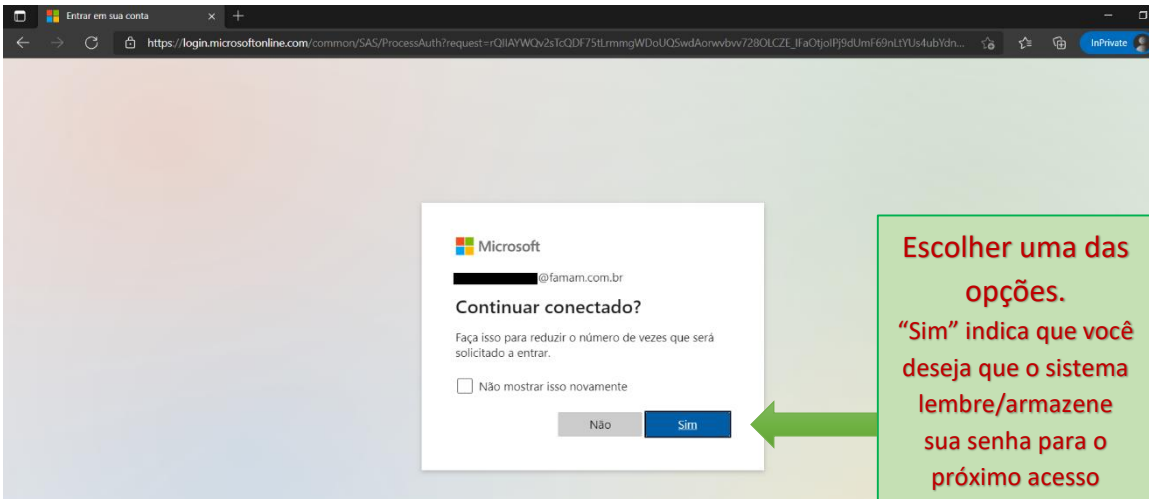 Entrar em sua conta
https://login.microsoftonline.com/common/SAS/ProcessAuth?
InPrivate
Microsoft
@famam.com.br
Continuar conectado?
Faça isso para reduzir o número de vezes que será
solicitado a entrar.
Não mostrar isso novamente
Não
Sim
Escolher uma das
opções.
“Sim” indica que você
deseja que o sistema
lembre/armazene
sua senha para o
próximo acesso